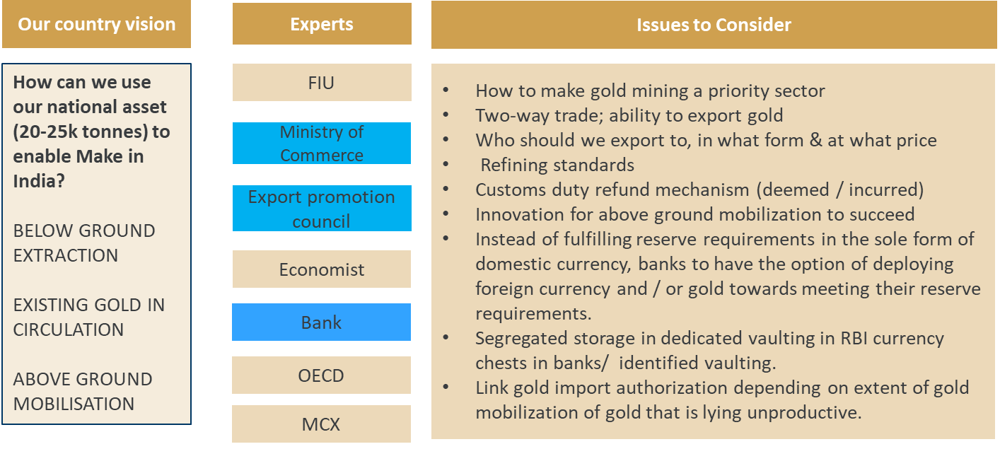 Our country vision
Experts
Issues to Consider
How can we use
our national asset
(20-25k tonnes) to
enable Make in
India?
BELOW GROUND
EXTRACTION
EXISTING GOLD IN
CIRCULATION
ABOVE GROUND
MOBILISATION
FIU
Ministry of
Commerce
Export promotion
council
Economist
Bank
OECD
MCX
• How to make gold mining a priority sector
• Two-way trade; ability to export gold
• Who should we export to, in what form & at what price
• Refining standards
• Customs duty refund mechanism (deemed / incurred)
• Innovation for above ground mobilization to succeed
• Instead of fulfilling reserve requirements in the sole form of
domestic currency, banks to have the option of deploying
foreign currency and / or gold towards meeting their reserve
requirements.
• Segregated storage in dedicated vaulting in RBI currency
chests in banks/ identified vaulting.
• Link gold import authorization depending on extent of gold
mobilization of gold that is lying unproductive.